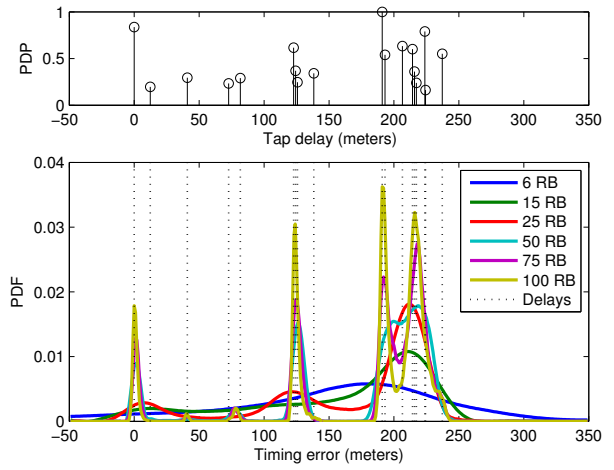 1
0.5
0
PDP
-50 0 50 100 150 200 250 300 350
Tap delay (meters)
0.04
0.03
0.02
0.01
0
PDF
6 RB
15 RB
25 RB
50 RB
75 RB
100 RB
Delays
-50 0 50 100 150 200 250 300 350
Timing error (meters)